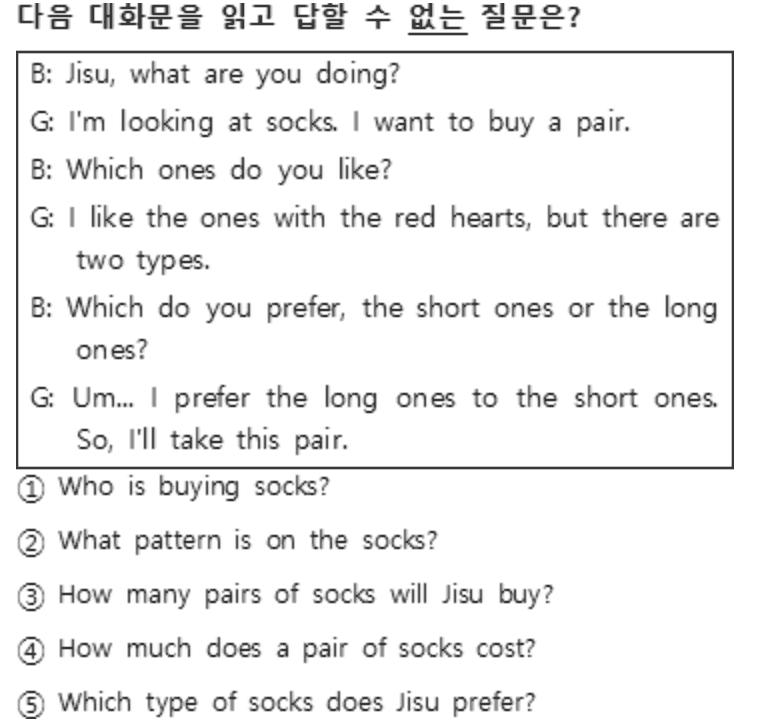 다음 대화문을 읽고 답할 수 없는 질문은?
B: Jisu, what are you doing?
G: I'm looking at socks. I want to buy a pair.
B: Which ones do you like?
G: I like the ones with the red hearts, but there are
two types.
B: Which do you prefer, the short ones or the long
ones?
G: Um... I prefer the long ones to the short ones.
So, I'll take this pair.
① Who is buying socks?
② What pattern is on the socks?
③ How many pairs of socks will Jisu buy?
④ How much does a pair of socks cost?
⑤ Which type of socks does Jisu prefer?